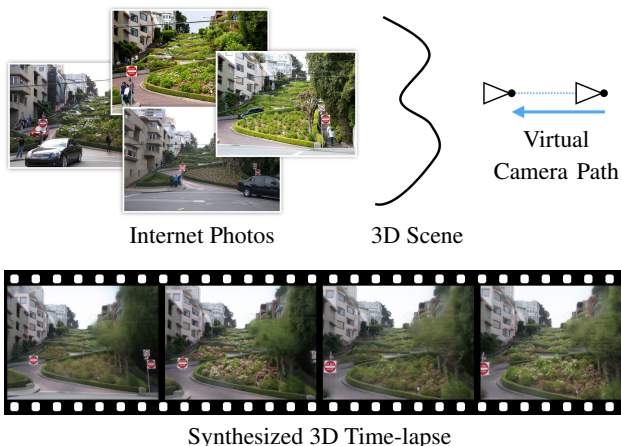 Internet Photos
3D Scene
Virtual
Camera Path
Synthesized 3D Time-lapse